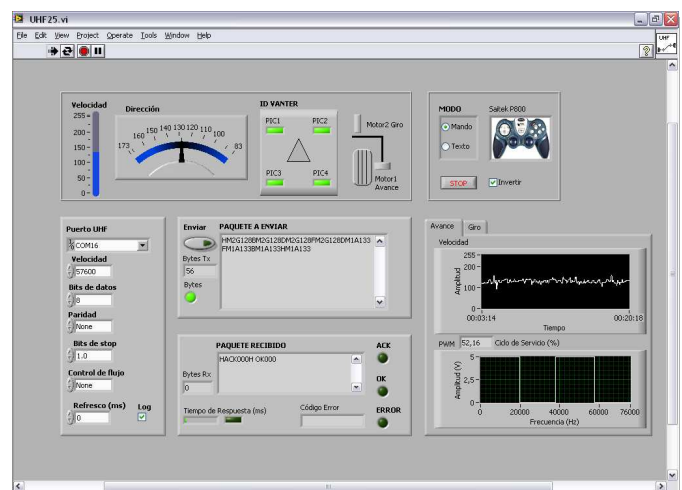 UHF25.vi
File Edit View Project Operate Tools Window Help
UHF
Velocidad
255
200
150
100
50
0
Dirección
173 160 150 140 130 120 110 100 83
ID VANTER
PIC1 PIC2
PIC3 PIC4
Motor2 Giro
Motor1
Avance
MODO
Mando
Texto
Saitek P800
STOP
Invertir
Puerto UHF
COM16
Velocidad
57600
Bits de datos
8
Paridad
None
Bits de stop
1.0
Control de flujo
None
Refresco (ms)
0
Log
Enviar
PAQUETE A ENVIAR
HM2G128BM2G128DM2G128FM2G128DM1A133
FM1A133BM1A133HM1A133
Bytes Tx
56
Bytes
PAQUETE RECIBIDO
HACK000H OK000
Bytes Rx
0
Tiempo de Respuesta (ms)
Código Error
ACK
OK
ERROR
Avance Giro
Velocidad
Amplitud
255
200
100
0
00:03:14 00:20:18
Tiempo
PWM 52,16 Ciclo de Servicio (%)
Amplitud (V)
5
2,5
0
0 20000 40000 60000 76000
Frecuencia (Hz)